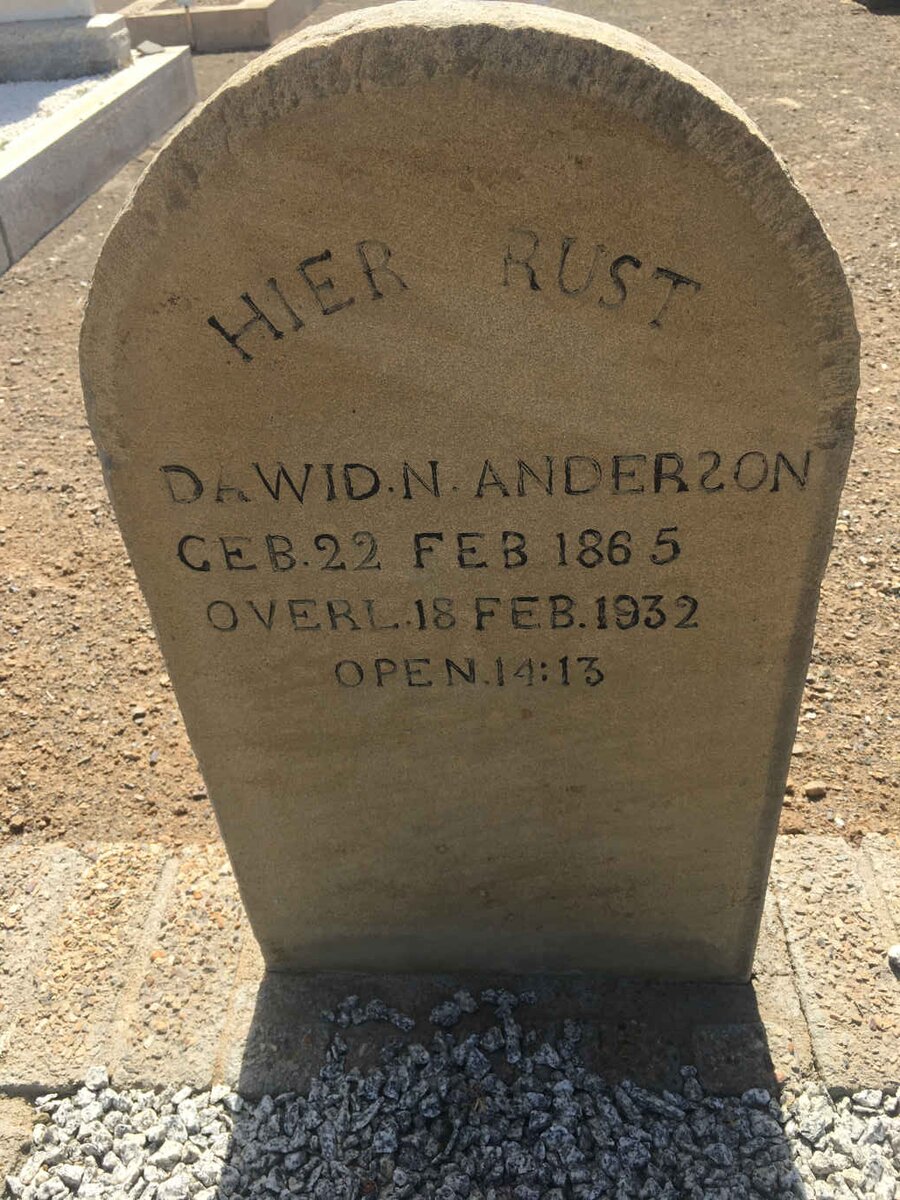 HIER RUST
DAWID.N. ANDERSON
GEB.22 FEB 1865
OVERL.18 FEB.1932
OPEN.14:13